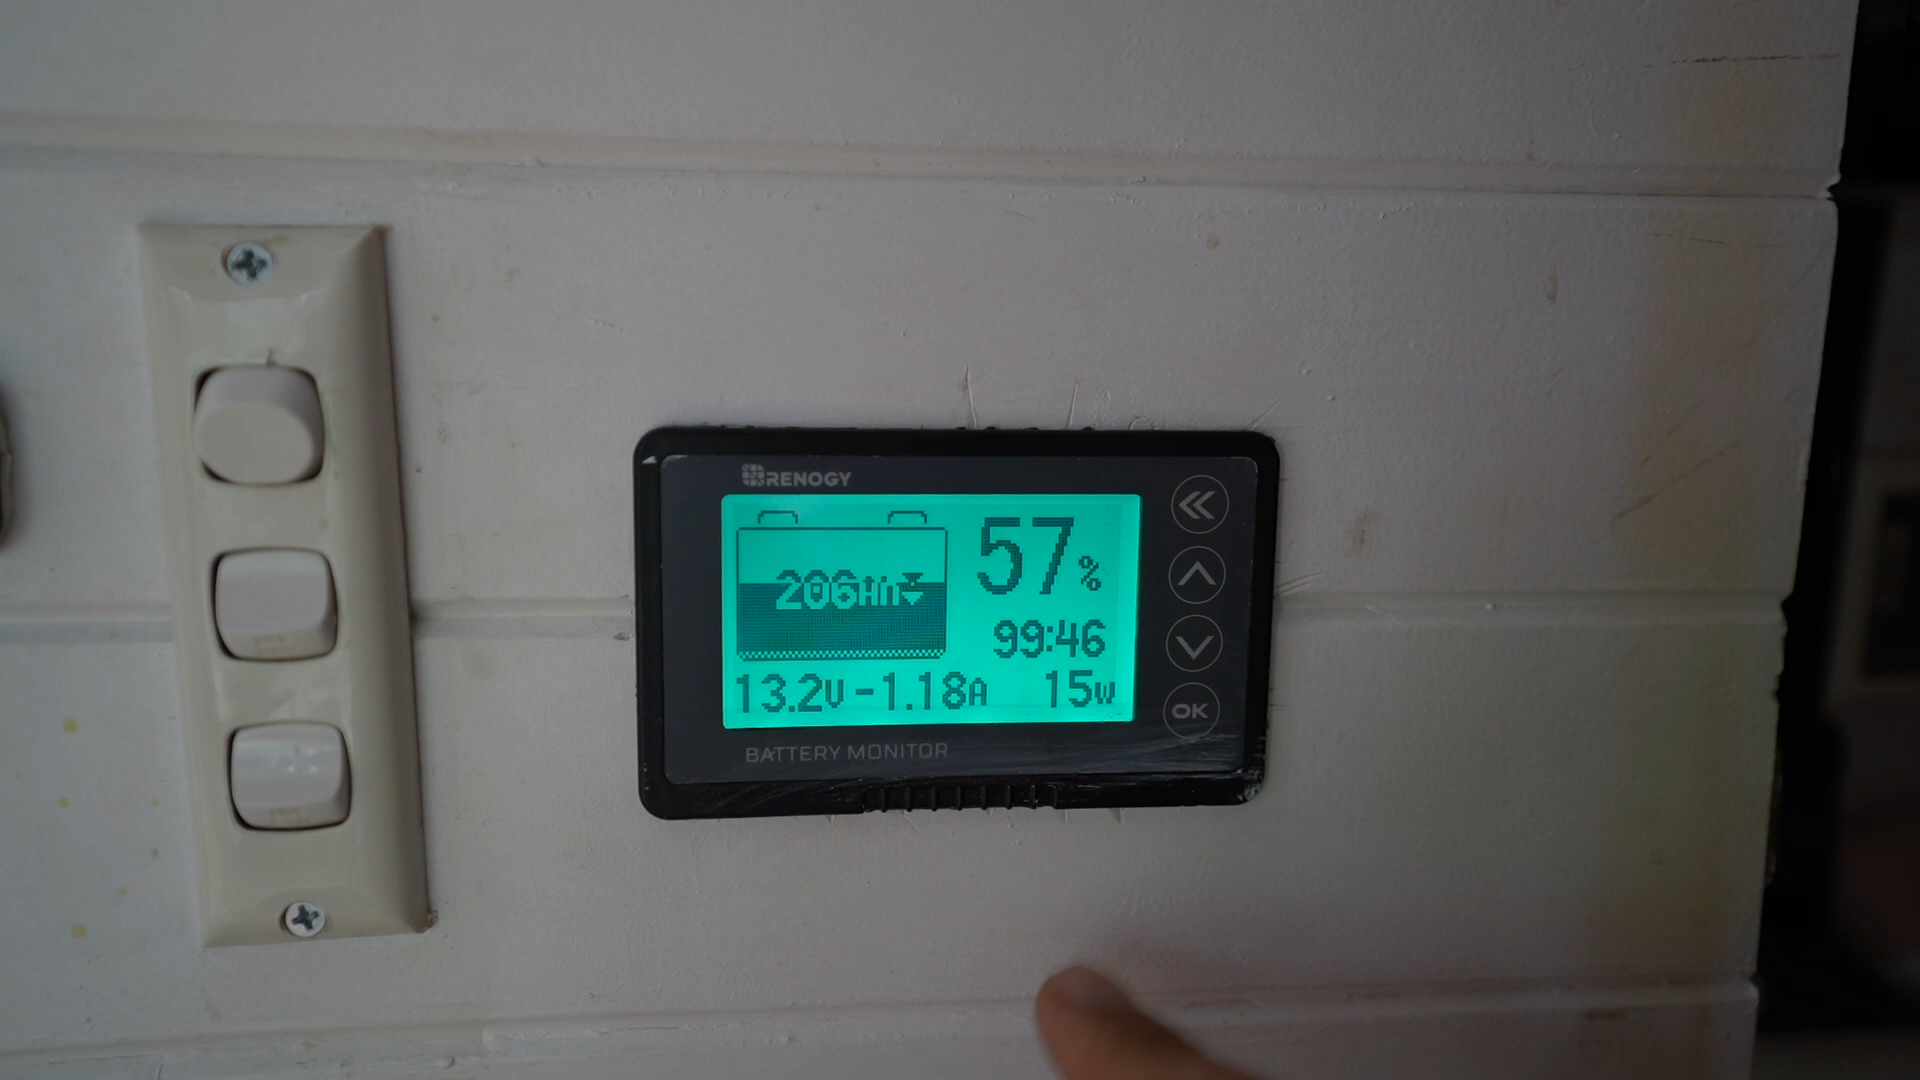 RENOGY
57%
206Ah
99:46
13.2V -1.18A 15W
OK
BATTERY MONITOR